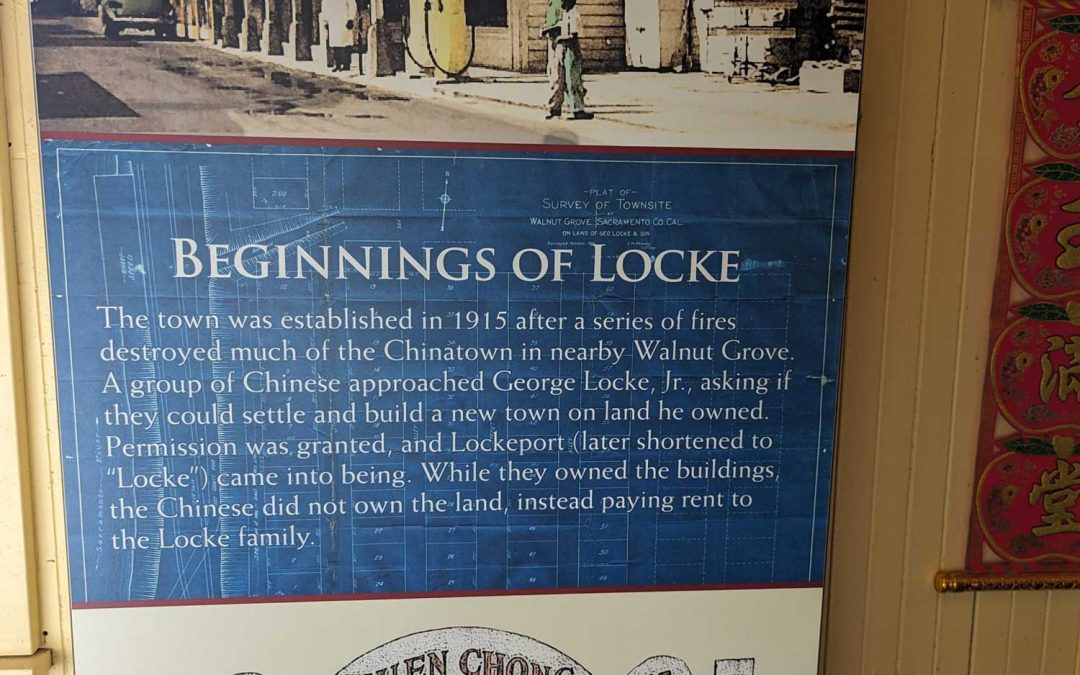 -PLAT OF-
SURVEY OF TOWNSITE
AT
WALNUT GROVE, SACRAMENTO CO. CAL.
ON LAND OF GEO LOCKE & SON
BEGINNINGS OF LOCKE
The town was established in 1915 after a series of fires
destroyed much of the Chinatown in nearby Walnut Grove.
A group of Chinese approached George Locke, Jr., asking if
they could settle and build a new town on land he owned.
Permission was granted, and Lockeport (later shortened to
"Locke") came into being. While they owned the buildings,
the Chinese did not own the land, instead paying rent to
the Locke family.
CHONG
堂